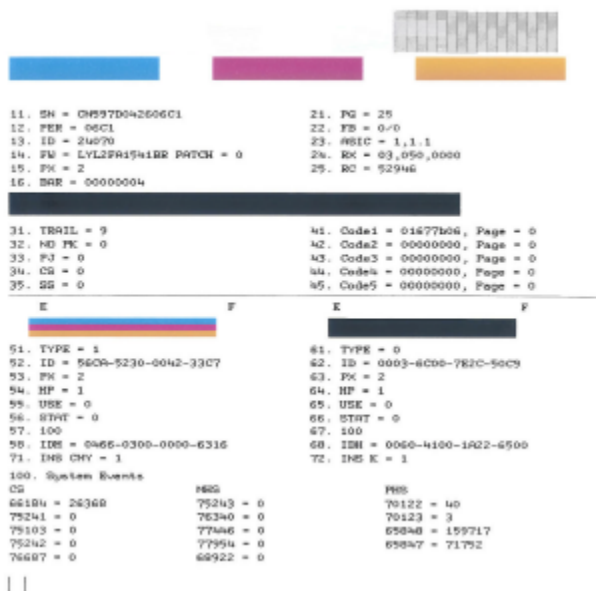 11. SN = CN597D042606C1
12. PER = 06C1
13. ID = 24070
14. FW = LYL2FA1541BR PATCH = 0
15. PX = 2
16. BAR = 00000004
21. PG = 25
22. FB = 0/0
23. ASIC = 1,1.1
24. RX = 03,050,0000
25. RC = 52946
31. TRAIL = 9
32. NO PK = 0
33. PJ = 0
34. CS = 0
35. SS = 0
41. Code1 = 01677b06, Page = 0
42. Code2 = 00000000, Page = 0
43. Code3 = 00000000, Page = 0
44. Code4 = 00000000, Page = 0
45. Code5 = 00000000, Page = 0
E F
51. TYPE = 1
52. ID = 56CA-5230-0042-33C7
53. PX = 2
54. HP = 1
55. USE = 0
56. STAT = 0
57. 100
58. IDH = 0466-0300-0000-6316
71. INS CMY = 1
E F
61. TYPE = 0
62. ID = 0003-6C00-7E2C-50C9
63. PX = 2
64. HP = 1
65. USE = 0
66. STAT = 0
67. 100
68. IDH = 0060-4100-1A22-6500
72. INS K = 1
100. System Events
CS
66184 = 26368
75241 = 0
75103 = 0
75242 = 0
76687 = 0
MRS
75243 = 0
76340 = 0
77446 = 0
77954 = 0
68922 = 0
PHS
70122 = 40
70123 = 3
65848 = 159717
65847 = 71752